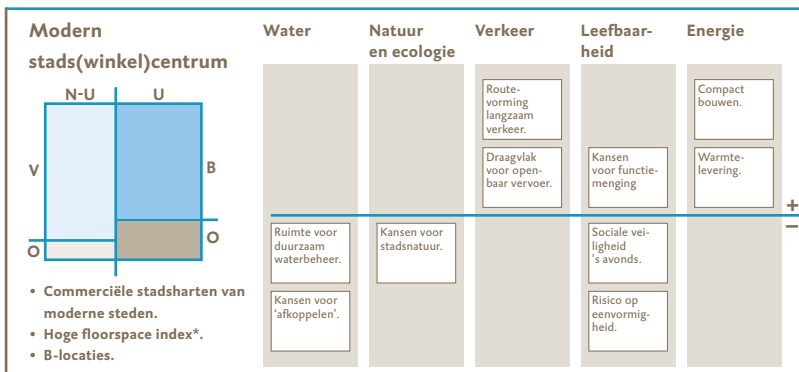 Modern
stads(winkel)centrum
N-U
U
V
B
O
O
• Commerciële stadsharten van
moderne steden.
• Hoge floorspace index*.
• B-locaties.
Water
Natuur
en ecologie
Verkeer
Leefbaar-
heid
Energie
Route-
vorming
langzaam
verkeer.
Compact
bouwen.
Draagvlak
voor open-
baar vervoer.
Kansen
voor functie-
menging
Warmte-
levering.
+
–
Ruimte voor
duurzaam
waterbeheer.
Kansen voor
stadsnatuur.
Sociale vei-
ligheid
’s avonds.
Kansen voor
‘afkoppelen’.
Risico op
eenvormig-
heid.